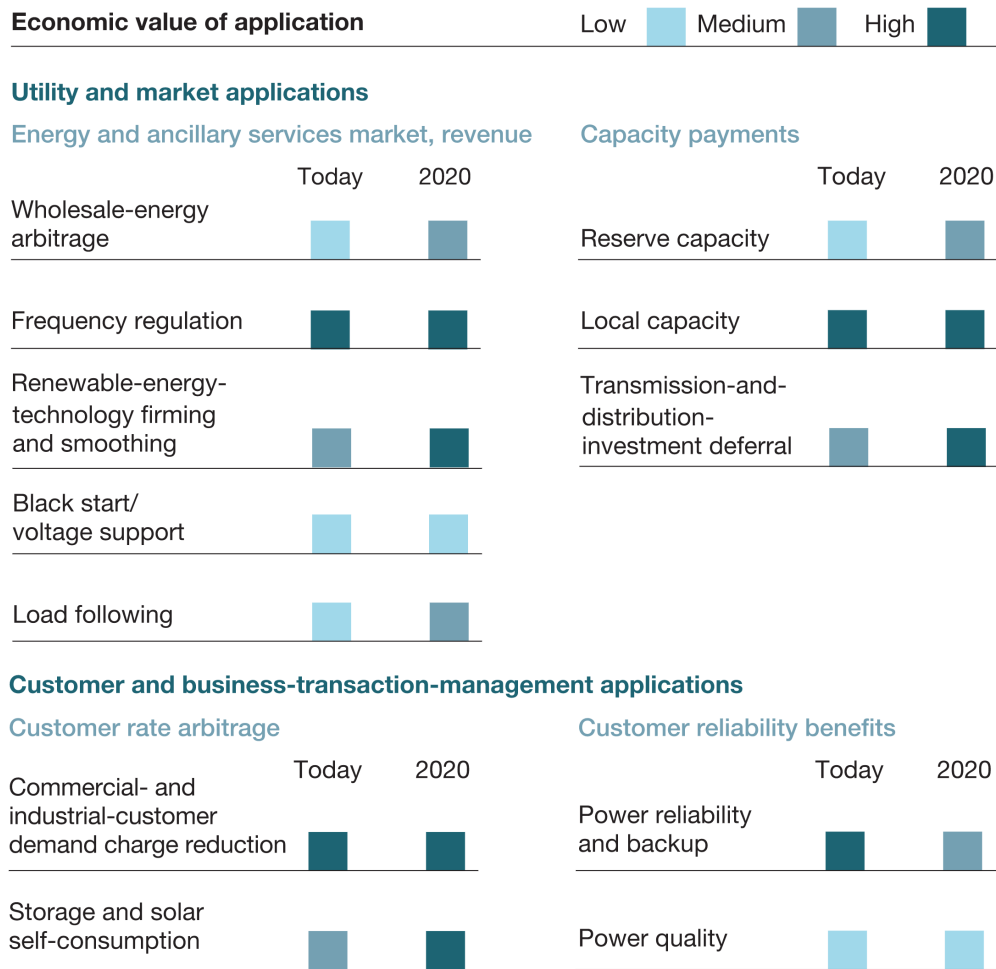 Economic value of application
Low Medium High
Utility and market applications
Energy and ancillary services market, revenue
Today 2020
Wholesale-energy
arbitrage
Frequency regulation
Renewable-energy-
technology firming
and smoothing
Black start/
voltage support
Load following
Capacity payments
Today 2020
Reserve capacity
Local capacity
Transmission-and-
distribution-
investment deferral
Customer and business-transaction-management applications
Customer rate arbitrage
Today 2020
Commercial- and
industrial-customer
demand charge reduction
Storage and solar
self-consumption
Customer reliability benefits
Today 2020
Power reliability
and backup
Power quality